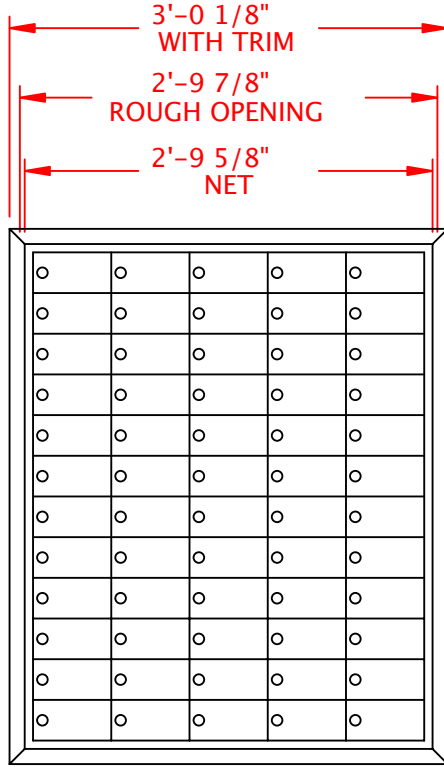 3'-0 1/8"
WITH TRIM
2'-9 7/8"
ROUGH OPENING
2'-9 5/8"
NET